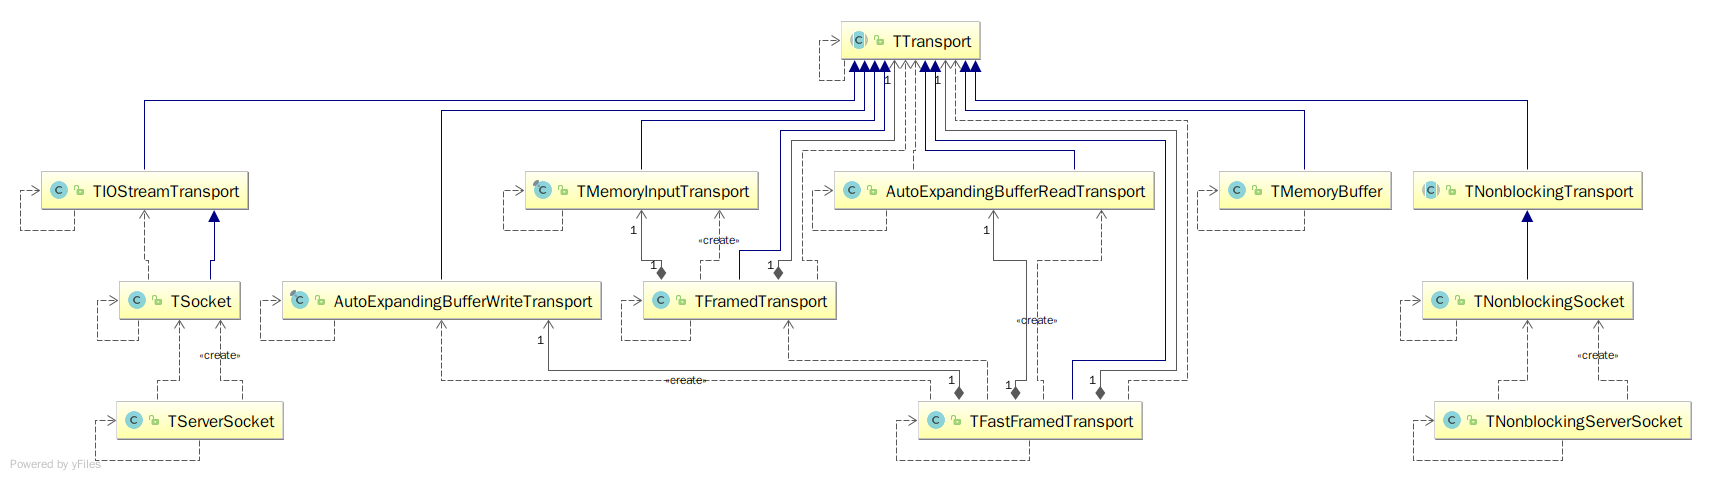 C TTransport
1 1
C TIOStreamTransport
C TMemoryInputTransport
C AutoExpandingBufferReadTransport
C TMemoryBuffer
C TNonblockingTransport
1
«create»
1
1
1
C TSocket
C AutoExpandingBufferWriteTransport
C TFramedTransport
C TNonblockingSocket
«create»
1
«create»
«create»
«create»
1
1
1
C TServerSocket
C TFastFramedTransport
C TNonblockingServerSocket
Powered by yFiles